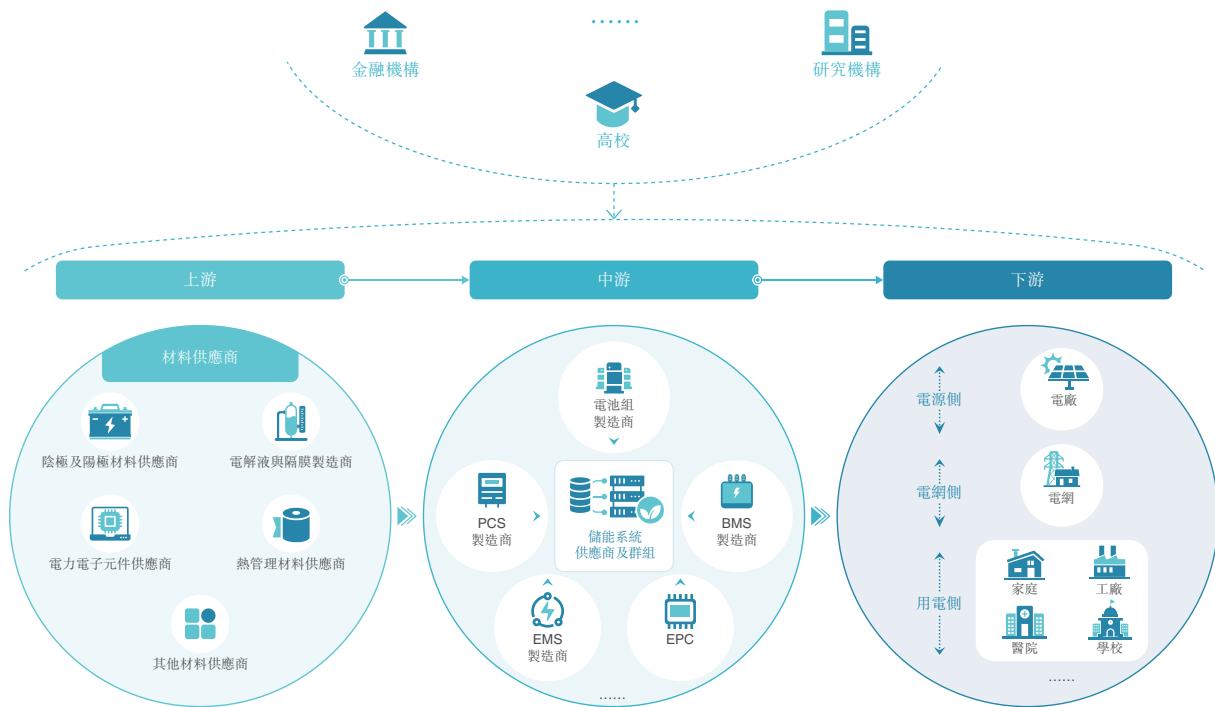 ......
金融機構
研究機構
高校
上游
中游
下游
材料供應商
陰極及陽極材料供應商
電解液與隔膜製造商
電力電子元件供應商
熱管理材料供應商
其他材料供應商
電池組
製造商
PCS
製造商
儲能系統
供應商及群組
BMS
製造商
EMS
製造商
EPC
......
電源側
電廠
電網側
電網
用電側
家庭
工廠
醫院
學校
......